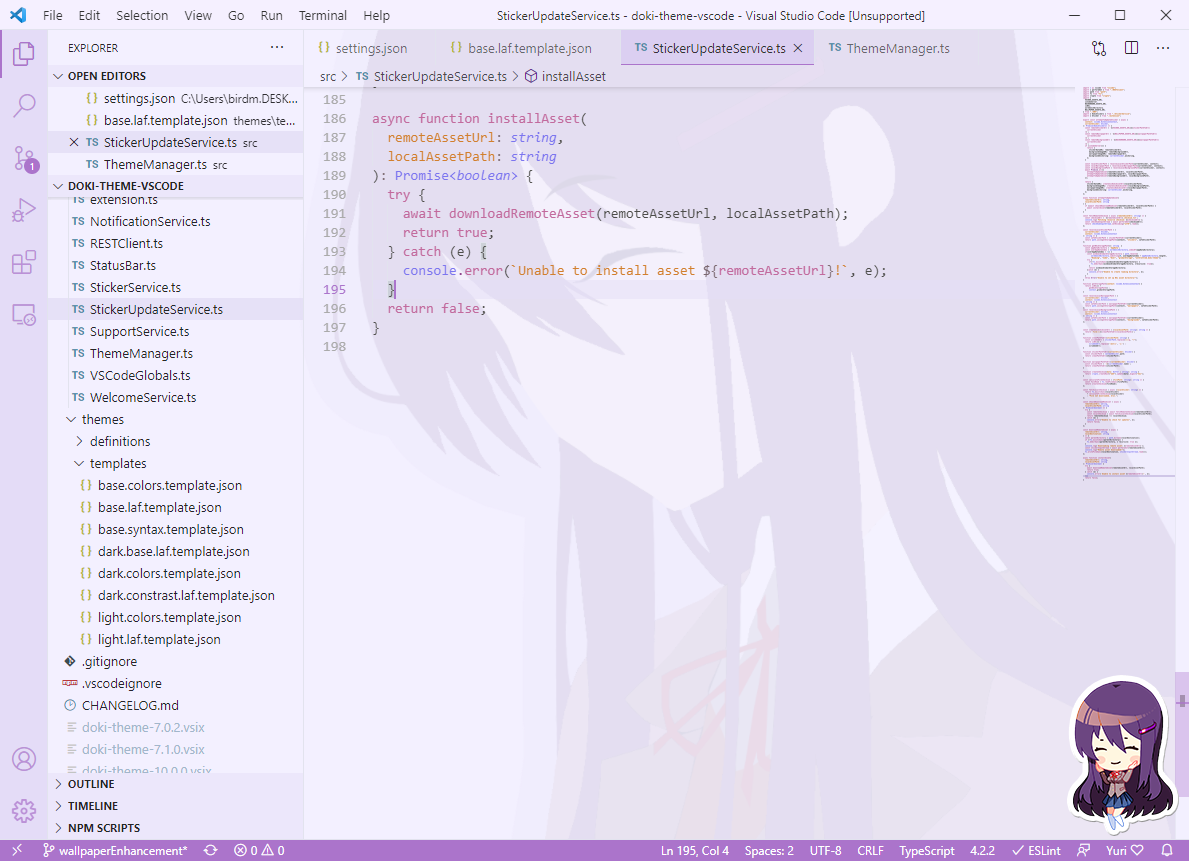 File Edit Selection View Go Run Terminal Help
StickerUpdateService.ts - doki-theme-vscode - Visual Studio Code [Unsupported]
EXPLORER
OPEN EDITORS
{} settings.json C:\Users\birdm.DESK...
{} base.laf.template.json themes\te...
TS StickerUpdateService.ts src
TS ThemeManager.ts src
DOKI-THEME-VSCODE
TS extension.ts
TS NotificationService.ts
TS RESTClient.ts
TS StatusBar.ts
TS StickerService.ts
TS StickerUpdateService.ts
TS SupportService.ts
TS ThemeManager.ts
TS VSCodeGlobals.ts
TS WelcomeService.ts
themes
definitions
templates
{} base.colors.template.json
{} base.laf.template.json
{} base.syntax.template.json
{} dark.base.laf.template.json
{} dark.colors.template.json
{} dark.constrast.laf.template.json
{} light.colors.template.json
{} light.laf.template.json
.gitignore
npm .vscodeignore
CHANGELOG.md
doki-theme-7.0.2.vsix
doki-theme-7.1.0.vsix
doki-theme-10.0.0.vsix
OUTLINE
TIMELINE
NPM SCRIPTS
1
{} settings.json
{} base.laf.template.json
TS StickerUpdateService.ts
TS ThemeManager.ts
src > TS StickerUpdateService.ts > installAsset
185
186 async function installAsset(
187 remoteAssetUrl: string,
188 localAssetPath: string
189 ): Promise<boolean> {
190 try {
191 await downloadRemoteAsset(remoteAssetUrl, localAssetPath);
192 return true;
193 } catch (e) {
194 console.error(`Unable to install asset ${remoteAssetUrl}!`, e);
195 }
196 return false;
197 }
198
wallpaperEnhancement* 0 0 Ln 195, Col 4 Spaces: 2 UTF-8 CRLF TypeScript 4.2.2 ESLint Yuri ♡